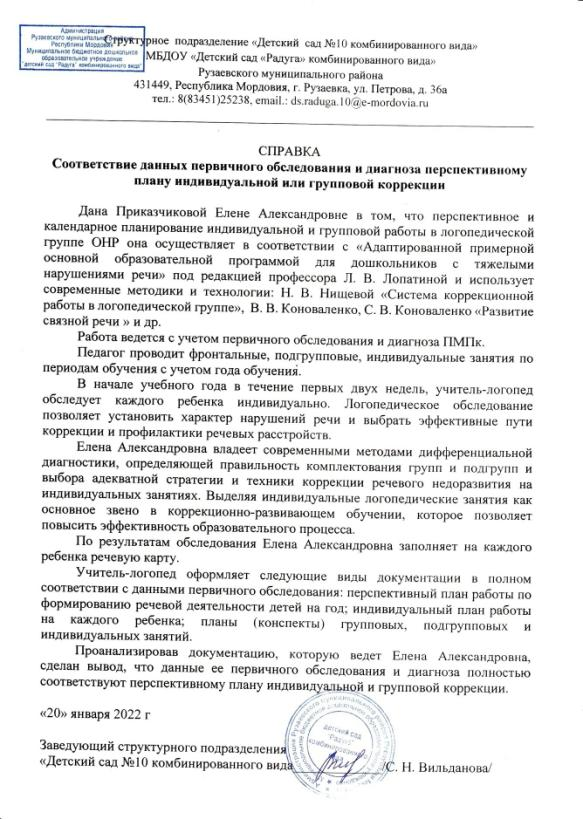 Администрация
Рузаевского муниципального района
Республики Мордовия
Муниципальное бюджетное дошкольное
образовательное учреждение
"детский сад "Радуга" комбинированного вида"
Структурное подразделение «Детский сад №10 комбинированного вида»
МБДОУ «Детский сад «Радуга» комбинированного вида»
Рузаевского муниципального района
431449, Республика Мордовия, г. Рузаевка, ул. Петрова, д. 36а
тел.: 8(83451)25238, email.: ds.raduga.10@e-mordovia.ru
СПРАВКА
Соответствие данных первичного обследования и диагноза перспективному
плану индивидуальной или групповой коррекции
Дана Приказчиковой Елене Александровне в том, что перспективное и
календарное планирование индивидуальной и групповой работы в логопедической
группе ОНР она осуществляет в соответствии с «Адаптированной примерной
основной образовательной программой для дошкольников с тяжелыми
нарушениями речи» под редакцией профессора Л. В. Лопатиной и использует
современные методики и технологии: Н. В. Нищевой «Система коррекционной
работы в логопедической группе», В. В. Коноваленко, С. В. Коноваленко «Развитие
связной речи » и др.
Работа ведется с учетом первичного обследования и диагноза ПМПк.
Педагог проводит фронтальные, подгрупповые, индивидуальные занятия по
периодам обучения с учетом года обучения.
В начале учебного года в течение первых двух недель, учитель-логопед
обследует каждого ребенка индивидуально. Логопедическое обследование
позволяет установить характер нарушений речи и выбрать эффективные пути
коррекции и профилактики речевых расстройств.
Елена Александровна владеет современными методами дифференциальной
диагностики, определяющей правильность комплектования групп и подгрупп и
выбора адекватной стратегии и техники коррекции речевого недоразвития на
индивидуальных занятиях. Выделяя индивидуальные логопедические занятия как
основное звено в коррекционно-развивающем обучении, которое позволяет
повысить эффективность образовательного процесса.
По результатам обследования Елена Александровна заполняет на каждого
ребенка речевую карту.
Учитель-логопед оформляет следующие виды документации в полном
соответствии с данными первичного обследования: перспективный план работы по
формированию речевой деятельности детей на год; индивидуальный план работы
на каждого ребенка; планы (конспекты) групповых, подгрупповых и
индивидуальных занятий.
Проанализировав документацию, которую ведет Елена Александровна,
сделан вывод, что данные ее первичного обследования и диагноза полностью
соответствуют перспективному плану индивидуальной и групповой коррекции.
«20» января 2022 г
Заведующий структурного подразделения
«Детский сад №10 комбинированного вида /С. Н. Вильданова/
детский сад
"Радуга"
комбинированного